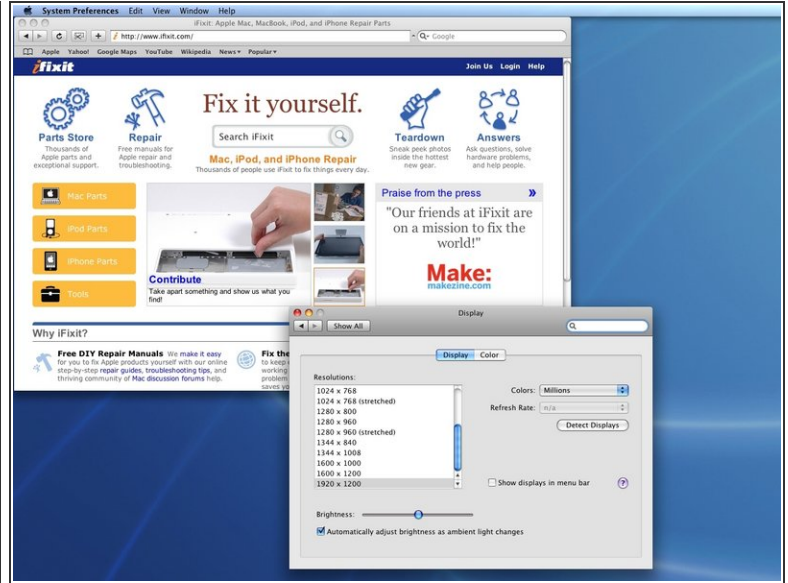 System Preferences Edit View Window Help
iFixit: Apple Mac, MacBook, iPod, and iPhone Repair Parts
http://www.ifixit.com/
Google
Apple Yahoo! Google Maps YouTube Wikipedia News Popular
iFixit
Join Us Login Help
Fix it yourself.
Search iFixit
Mac, iPod, and iPhone Repair
Thousands of people use iFixit to fix things every day.
Parts Store
Thousands of
Apple parts and
exceptional support.
Repair
Free manuals for
Apple repair and
troubleshooting.
Teardown
Sneak peek photos
inside the hottest
new gear.
Answers
Ask questions, solve
hardware problems,
and help people.
Mac Parts
iPod Parts
iPhone Parts
Tools
Contribute
Take apart something and show us what you
find!
Praise from the press
"Our friends at iFixit are
on a mission to fix the
world!"
Make:
makezine.com
Why iFixit?
Free DIY Repair Manuals We make it easy
for you to fix Apple products yourself with our online
step-by-step repair guides, troubleshooting tips, and
thriving community of Mac discussion forums help.
Fix the
to keep
working
problem
saves yo
Display
Show All
Display Color
Resolutions:
1024 x 768
1024 x 768 (stretched)
1280 x 800
1280 x 960
1280 x 960 (stretched)
1344 x 840
1344 x 1008
1600 x 1000
1600 x 1200
1920 x 1200
Colors: Millions
Refresh Rate: n/a
Detect Displays
Show displays in menu bar
?
Brightness:
Automatically adjust brightness as ambient light changes